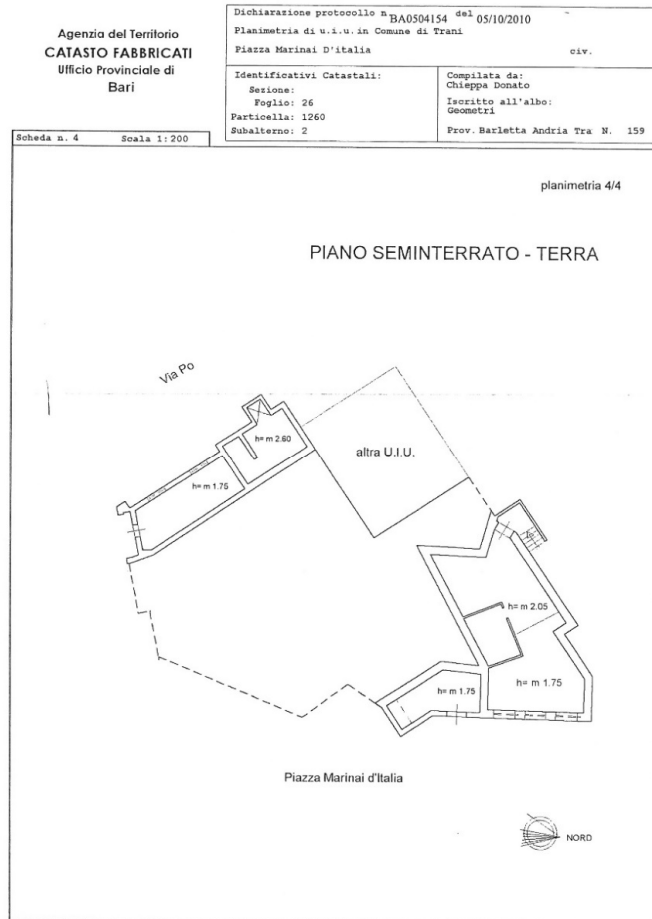 Agenzia del Territorio
CATASTO FABBRICATI
Ufficio Provinciale di
Bari
Dichiarazione protocollo n. BA0504154 del 05/10/2010
Planimetria di u.i.u. in Comune di Trani
Piazza Marinai D'italia civ.
Identificativi Catastali:
Sezione:
Foglio: 26
Particella: 1260
Subalterno: 2
Compilata da:
Chieppa Donato
Iscritto all'albo:
Geometri
Prov. Barletta Andria Tra N. 159
Scheda n. 4 Scala 1:200
planimetria 4/4
PIANO SEMINTERRATO - TERRA
Via Po
h= m 2.60
altra U.I.U.
h= m 1.75
h= m 2.05
h= m 1.75
h= m 1.75
Piazza Marinai d'Italia
NORD